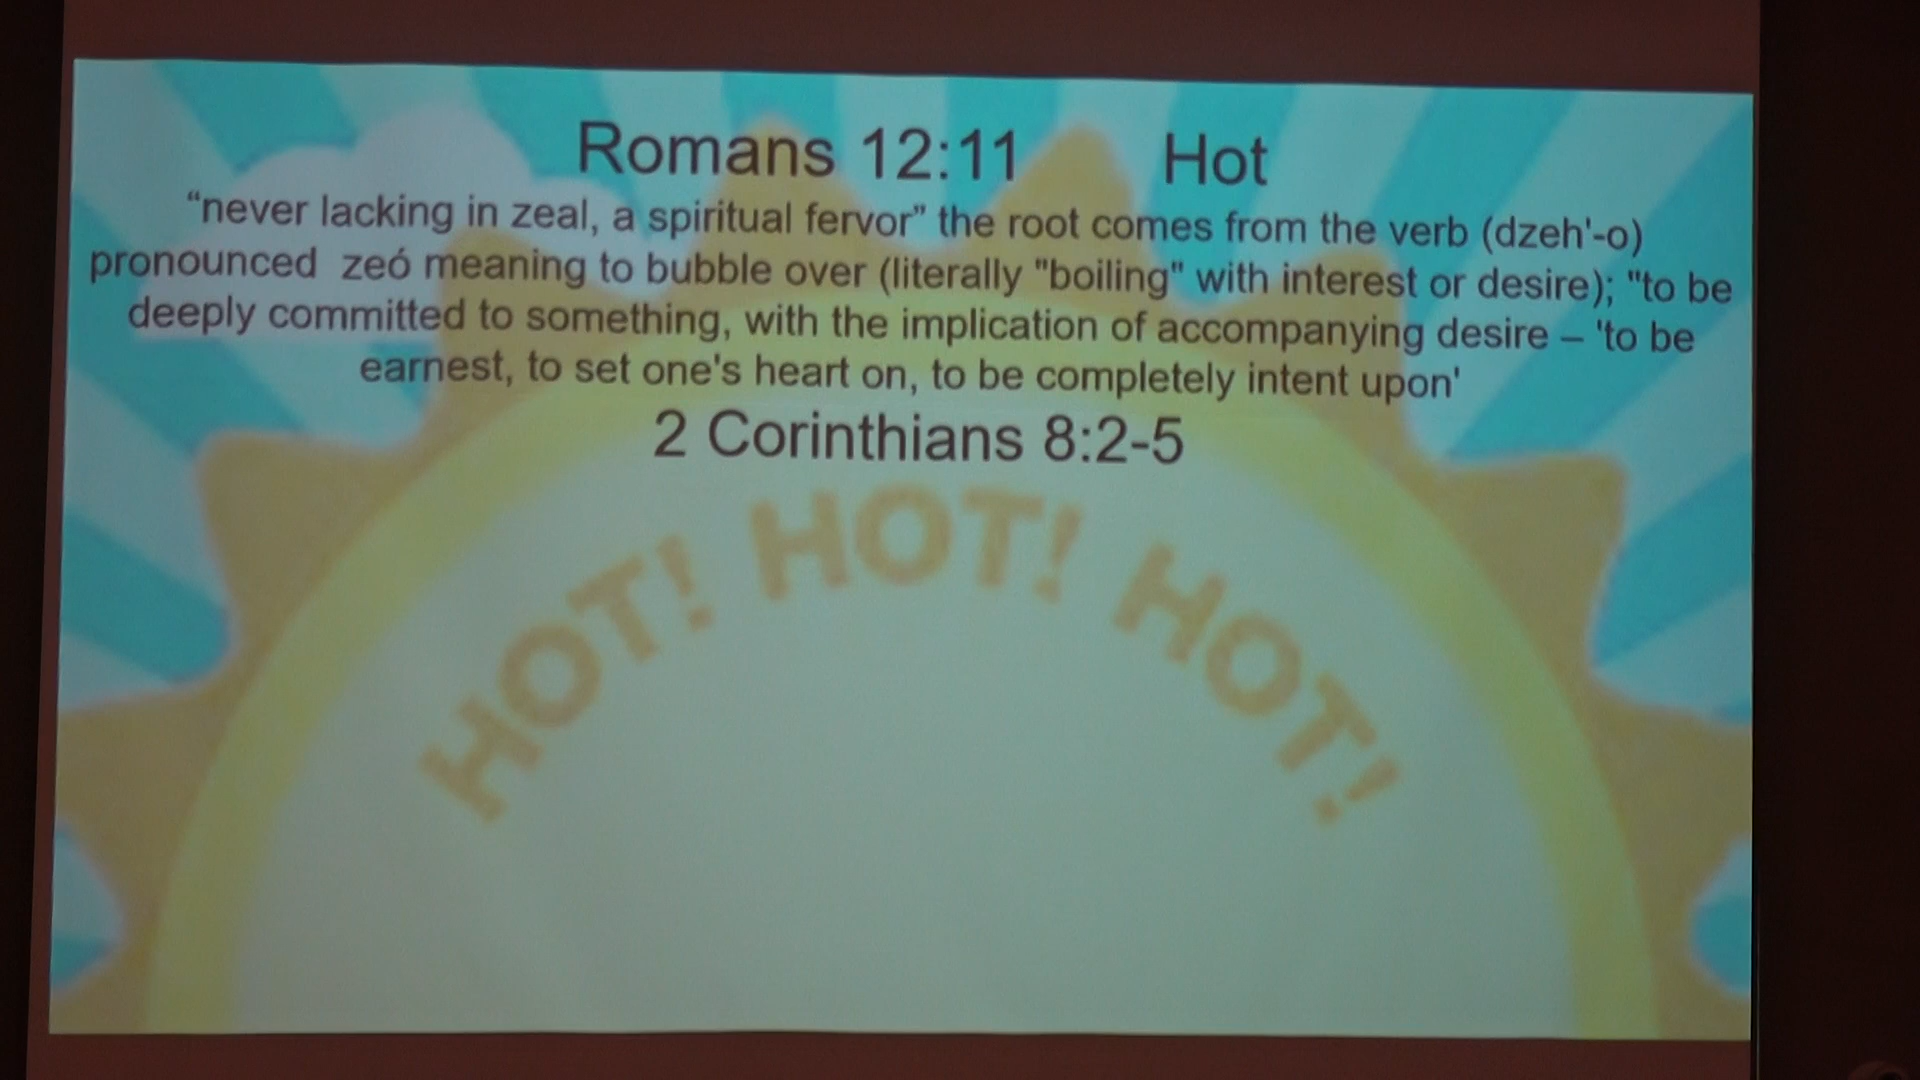 Romans 12:11 Hot
“never lacking in zeal, a spiritual fervor” the root comes from the verb (dzeh'-o)
pronounced zeó meaning to bubble over (literally "boiling" with interest or desire); "to be
deeply committed to something, with the implication of accompanying desire – 'to be
earnest, to set one's heart on, to be completely intent upon'
2 Corinthians 8:2-5
HOT! HOT! HOT!